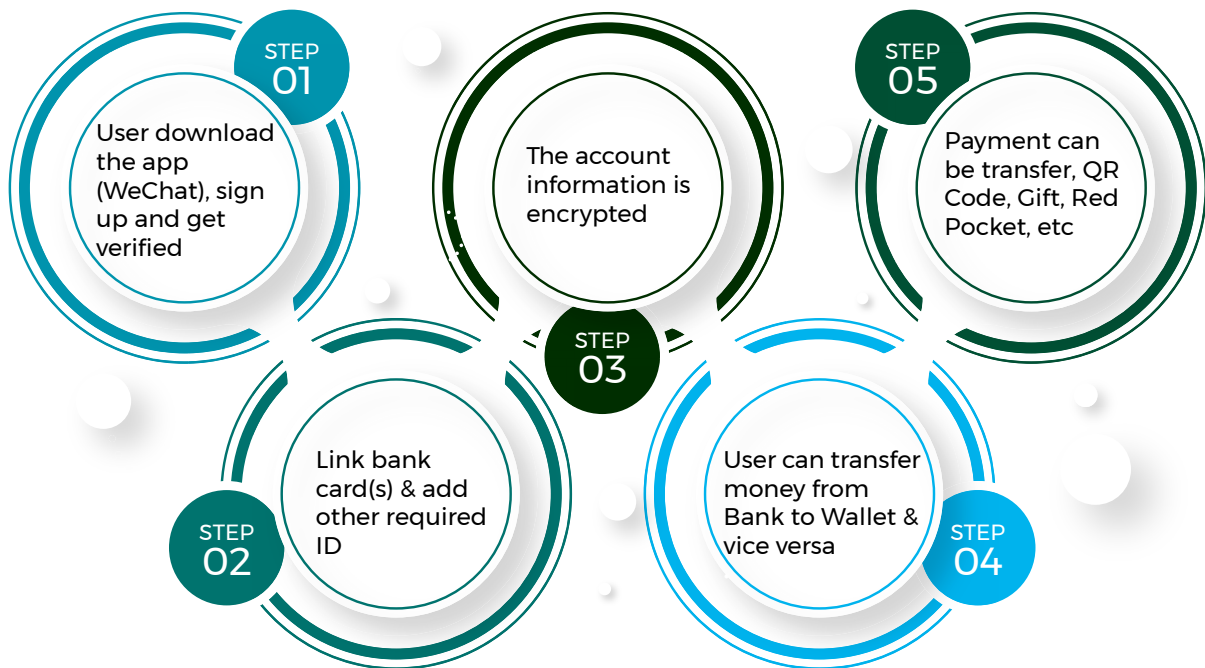 STEP
01
User download
the app
(WeChat), sign
up and get
verified
STEP
02
Link bank
card(s) & add
other required
ID
STEP
03
The account
information is
encrypted
STEP
04
User can transfer
money from
Bank to Wallet &
vice versa
STEP
05
Payment can
be transfer, QR
Code, Gift, Red
Pocket, etc